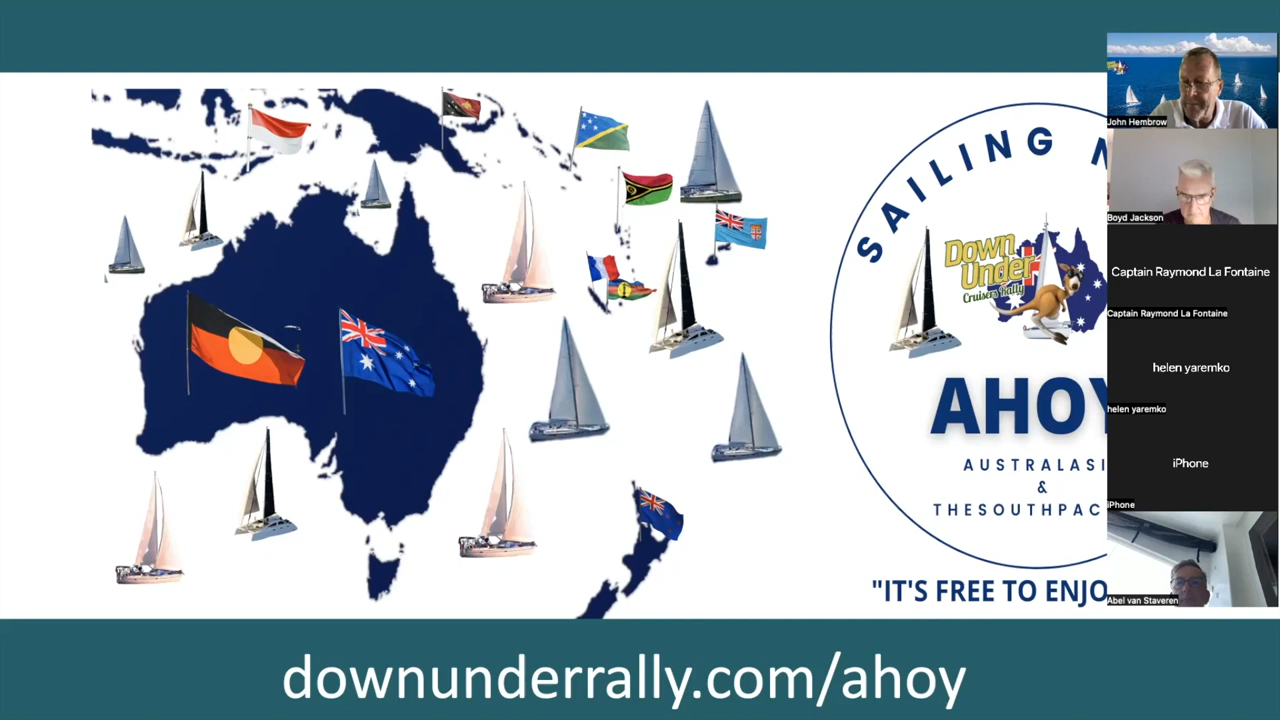 SAILING N
Down
Under
Cruisers Rally
AHOY
AUSTRALASI
&
THESOUTHPAC
"IT'S FREE TO ENJO
downunderrally.com/ahoy
John Hembrow
Boyd Jackson
Captain Raymond La Fontaine
Captain Raymond La Fontaine
helen yaremko
helen yaremko
iPhone
iPhone
Abel van Staveren